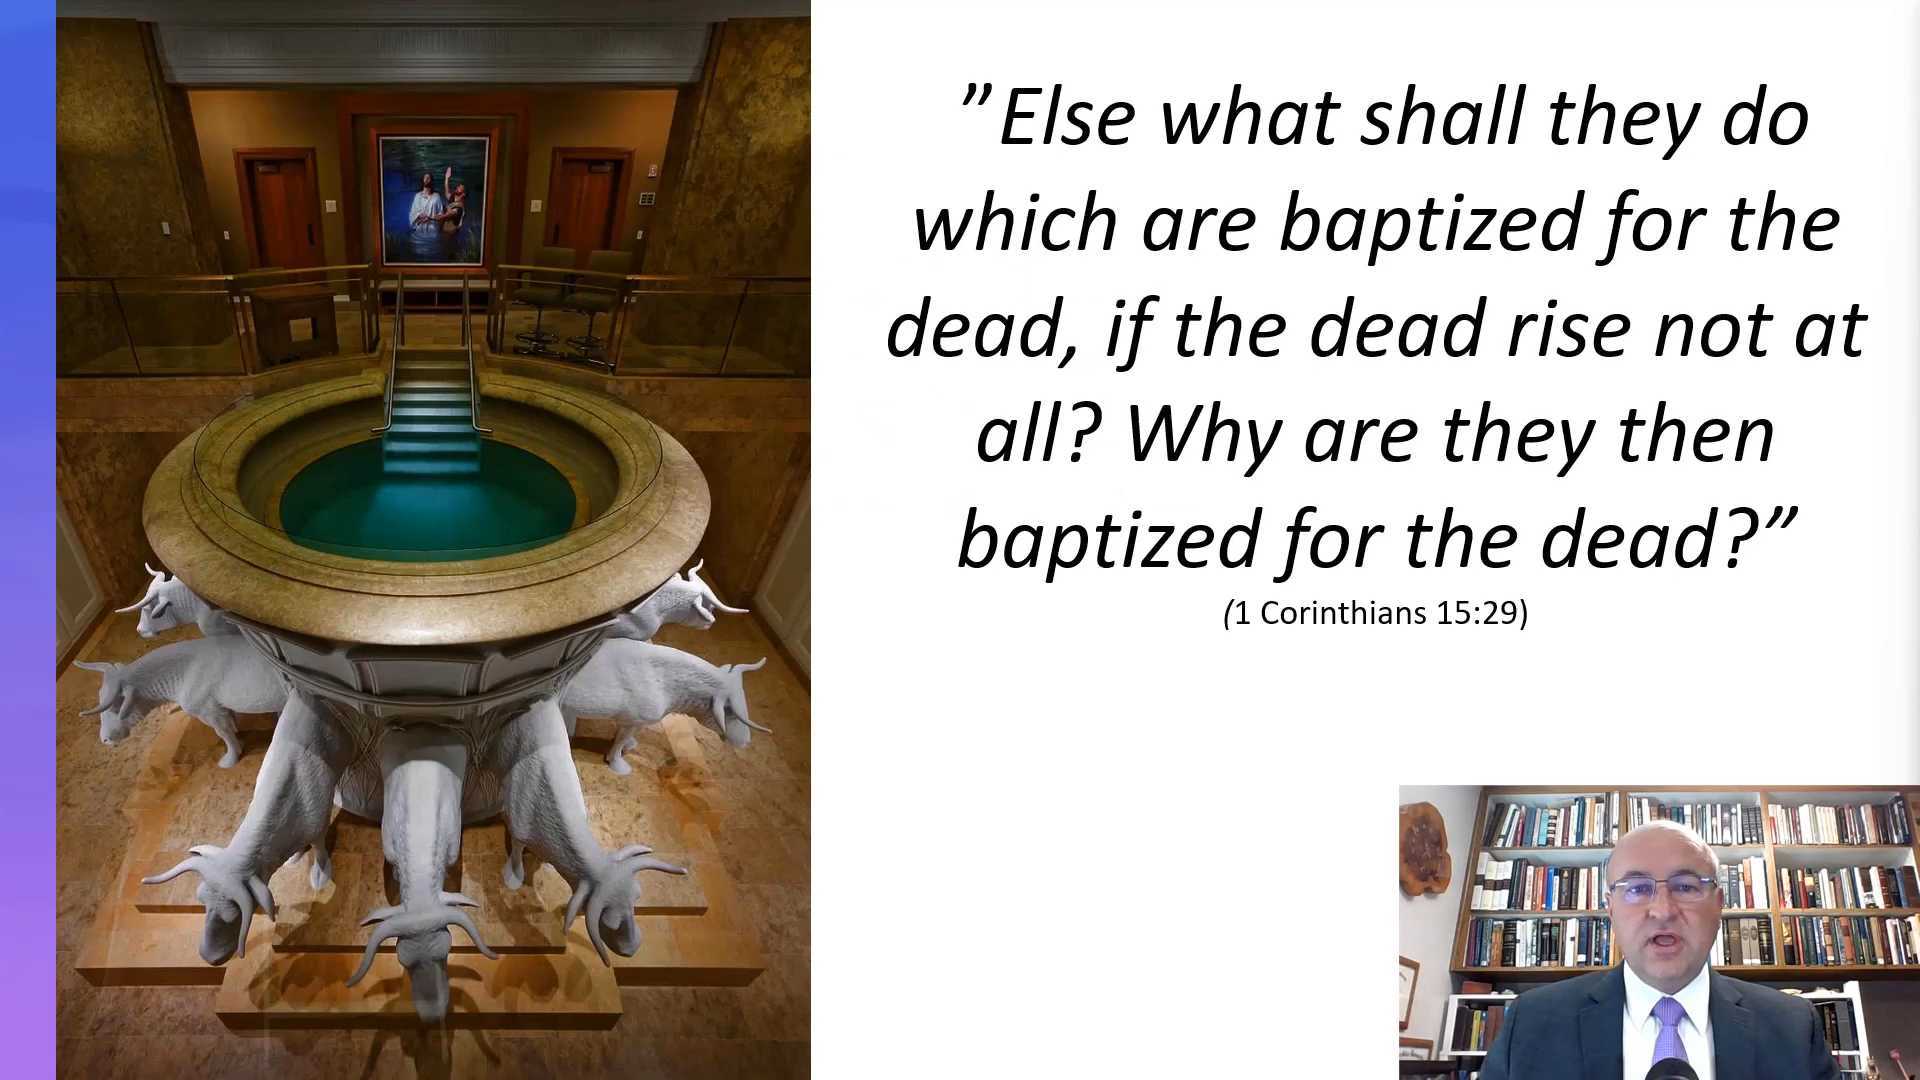 ”Else what shall they do
which are baptized for the
dead, if the dead rise not at
all? Why are they then
baptized for the dead?”
(1 Corinthians 15:29)